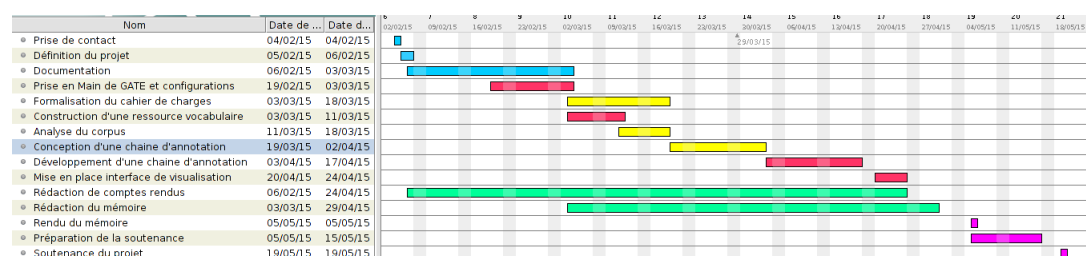 Nom Date de ... Date d... 6 7 8 9 10 11 12 13 14 15 16 17 18 19 20 21
02/02/15 09/02/15 16/02/15 23/02/15 02/03/15 09/03/15 16/03/15 23/03/15 30/03/15 06/04/15 13/04/15 20/04/15 27/04/15 04/05/15 11/05/15 18/05/15
Prise de contact 04/02/15 04/02/15 29/03/15
Définition du projet 05/02/15 06/02/15
Documentation 06/02/15 03/03/15
Prise en Main de GATE et configurations 19/02/15 03/03/15
Formalisation du cahier de charges 03/03/15 18/03/15
Construction d'une ressource vocabulaire 03/03/15 11/03/15
Analyse du corpus 11/03/15 18/03/15
Conception d'une chaine d'annotation 19/03/15 02/04/15
Développement d'une chaine d'annotation 03/04/15 17/04/15
Mise en place interface de visualisation 20/04/15 24/04/15
Rédaction de comptes rendus 06/02/15 24/04/15
Rédaction du mémoire 03/03/15 29/04/15
Rendu du mémoire 05/05/15 05/05/15
Préparation de la soutenance 05/05/15 15/05/15
Soutenance du projet 19/05/15 19/05/15